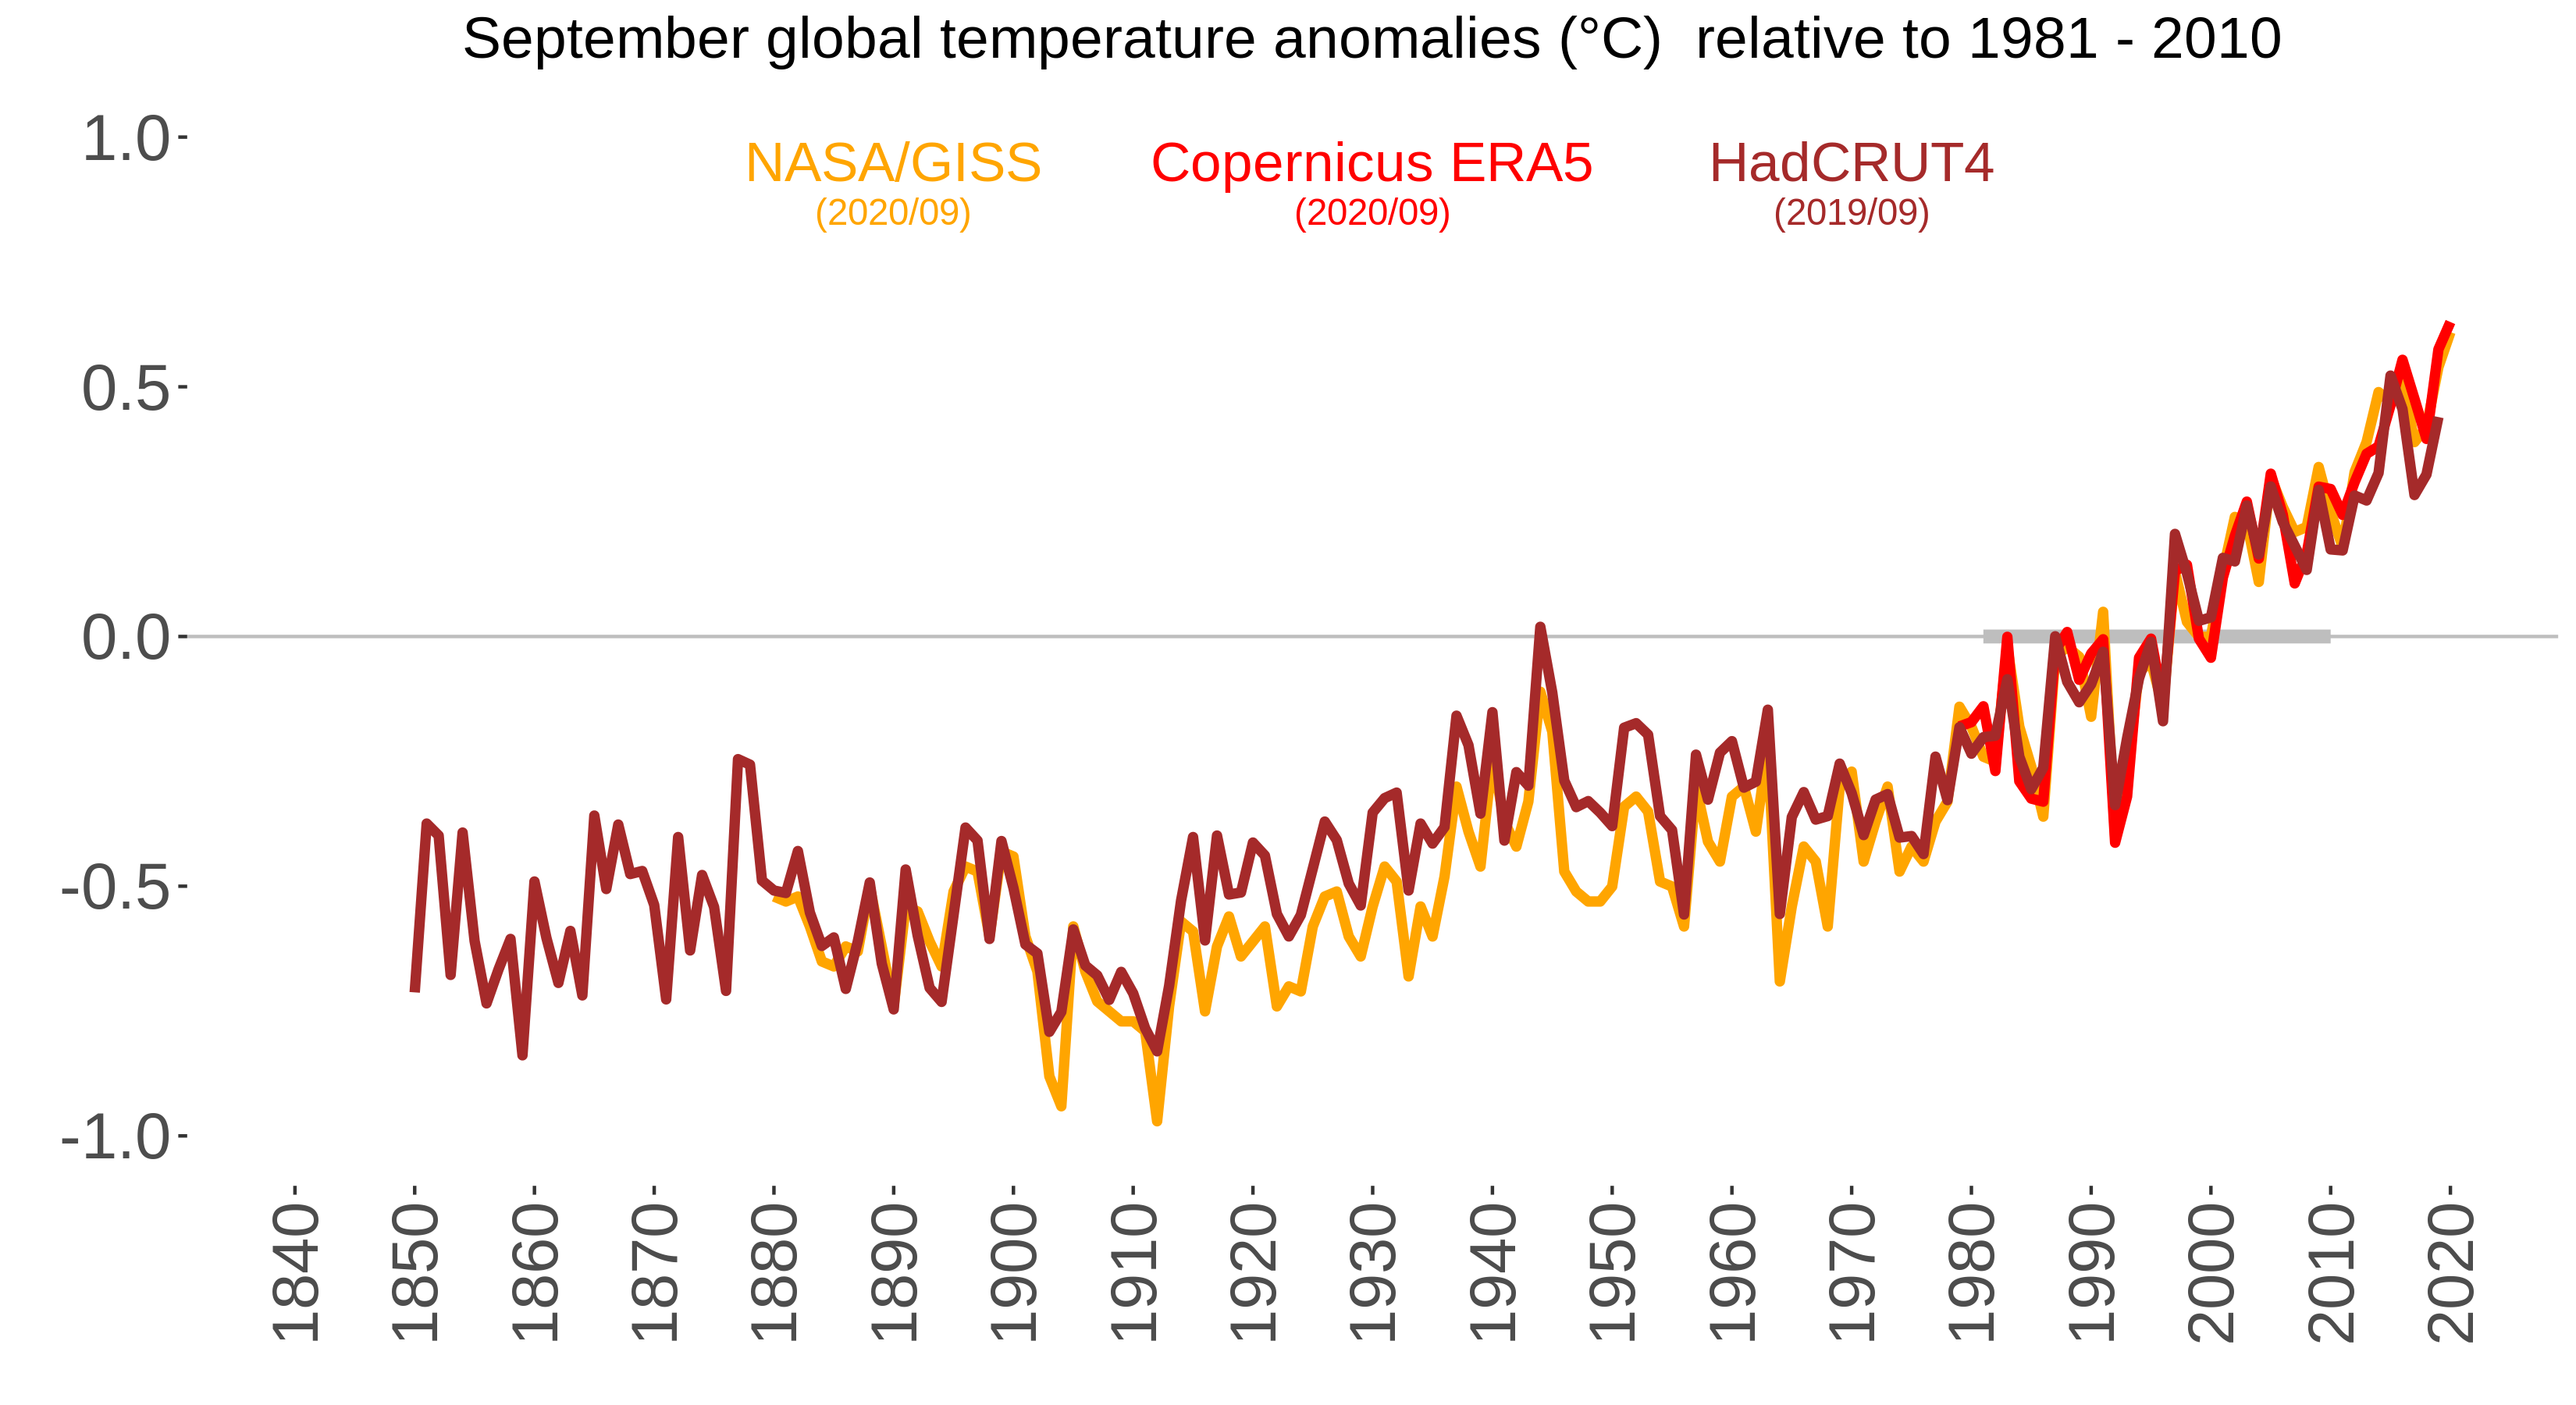 September global temperature anomalies (°C)  relative to 1981 - 2010
1.0
NASA/GISS Copernicus ERA5 HadCRUT4
(2020/09) (2020/09) (2019/09)
0.5
0.0
-0.5
-1.0
1840 1850 1860 1870 1880 1890 1900 1910 1920 1930 1940 1950 1960 1970 1980 1990 2000 2010 2020